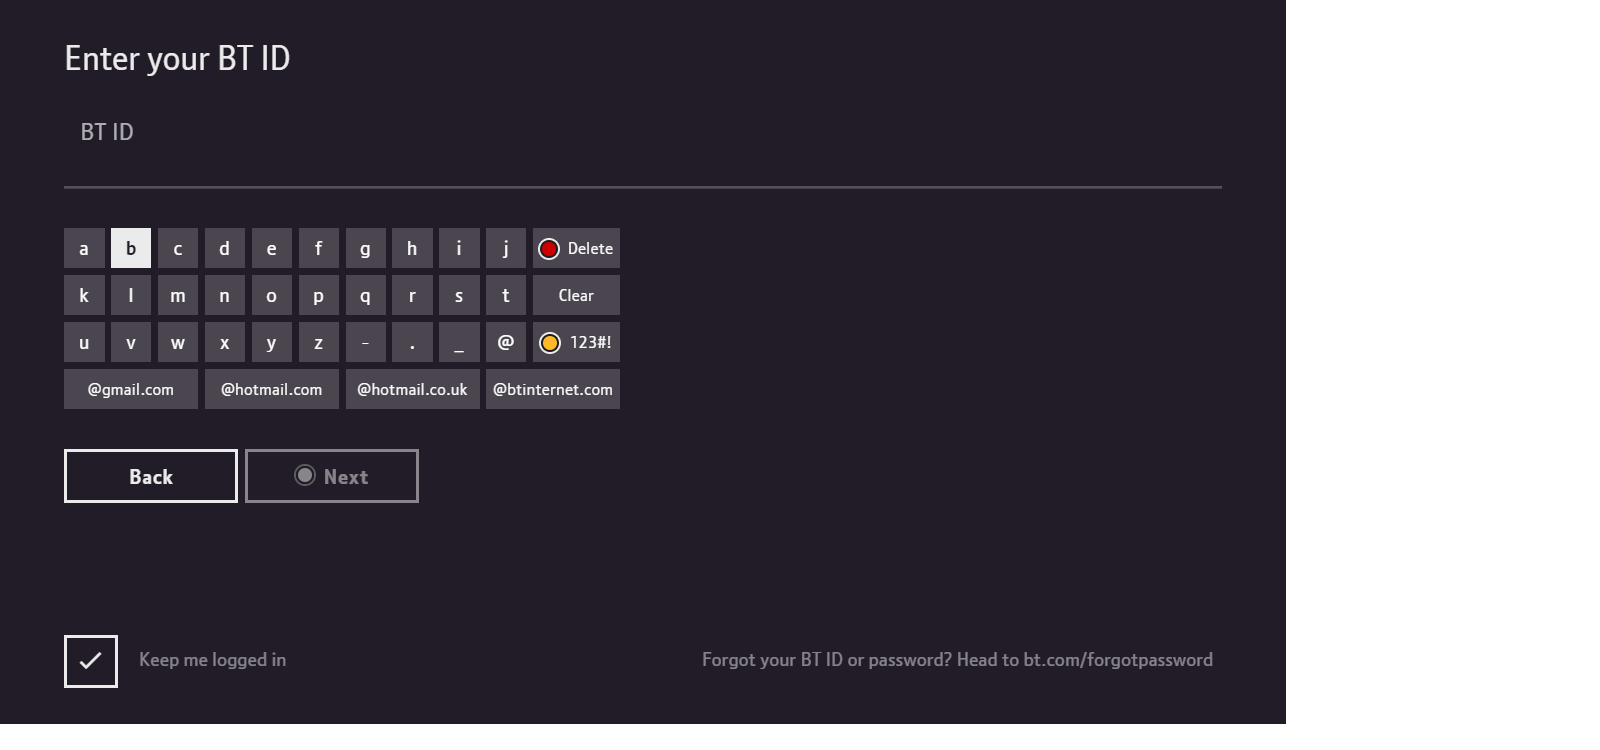 Enter your BT ID
BT ID
a b c d e f g h i j Delete
k l m n o p q r s t Clear
u v w x y z - . _ @ 123#!
@gmail.com @hotmail.com @hotmail.co.uk @btinternet.com
Back Next
Keep me logged in Forgot your BT ID or password? Head to bt.com/forgotpassword